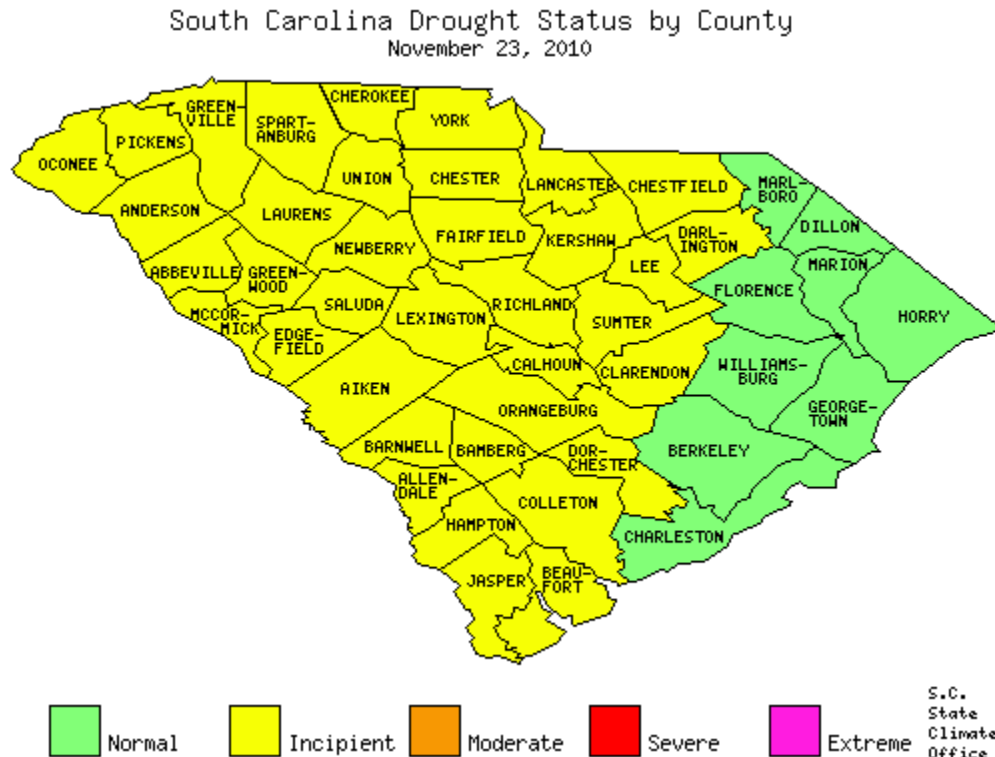 South Carolina Drought Status by County
November 23, 2010
CHEROKEE
GREEN-
VILLE
SPART-
ANBURG
YORK
PICKENS
OCONEE
UNION
CHESTER
LANCASTER
CHESTFIELD
MARL-
BORO
ANDERSON
LAURENS
DILLON
NEWBERRY
FAIRFIELD
KERSHAW
DARL-
INGTON
LEE
MARION
ABBEVILLE
GREEN-
WOOD
SALUDA
LEXINGTON
RICHLAND
FLORENCE
HORRY
MCCOR-
MICK
EDGE-
FIELD
SUMTER
CALHOUN
CLARENDON
WILLIAMS-
BURG
AIKEN
ORANGEBURG
GEORGE-
TOWN
BARNWELL
BAMBERG
DOR-
CHESTER
BERKELEY
ALLEN-
DALE
COLLETON
HAMPTON
CHARLESTON
JASPER
BEAU-
FORT
Normal
Incipient
Moderate
Severe
Extreme
S.C.
State
Climate
Office